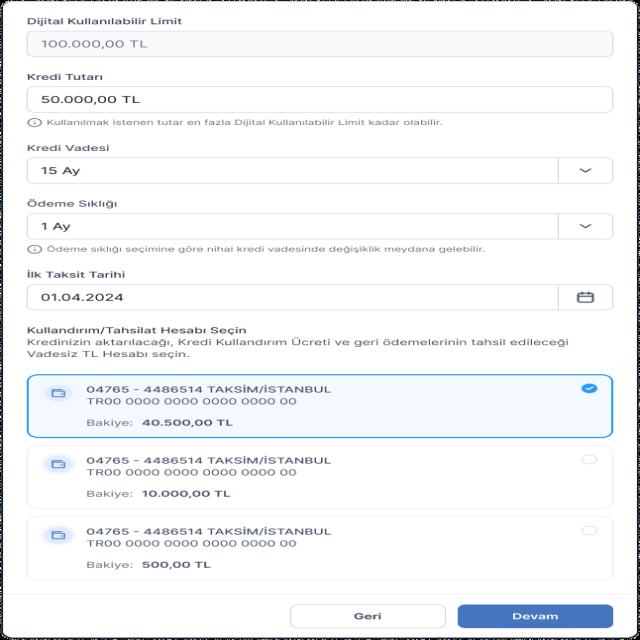 Dijital Kullanılabilir Limit
100.000,00 TL
Kredi Tutarı
50.000,00 TL
Kullanılmak istenen tutar en fazla Dijital Kullanılabilir Limit kadar olabilir.
Kredi Vadesi
15 Ay
Ödeme Sıklığı
1 Ay
Ödeme sıklığı seçimine göre nihai kredi vadesinde değişiklik meydana gelebilir.
İlk Taksit Tarihi
01.04.2024
Kullandırım/Tahsilat Hesabı Seçin
Kredinizin aktarılacağı, Kredi Kullandırım Ücreti ve geri ödemelerinin tahsil edileceği
Vadesiz TL Hesabı seçin.
04765 - 4486514 TAKSİM/İSTANBUL
TR00 0000 0000 0000 0000 00
Bakiye: 40.500,00 TL
04765 - 4486514 TAKSİM/İSTANBUL
TR00 0000 0000 0000 0000 00
Bakiye: 10.000,00 TL
04765 - 4486514 TAKSİM/İSTANBUL
TR00 0000 0000 0000 0000 00
Bakiye: 500,00 TL
Geri Devam